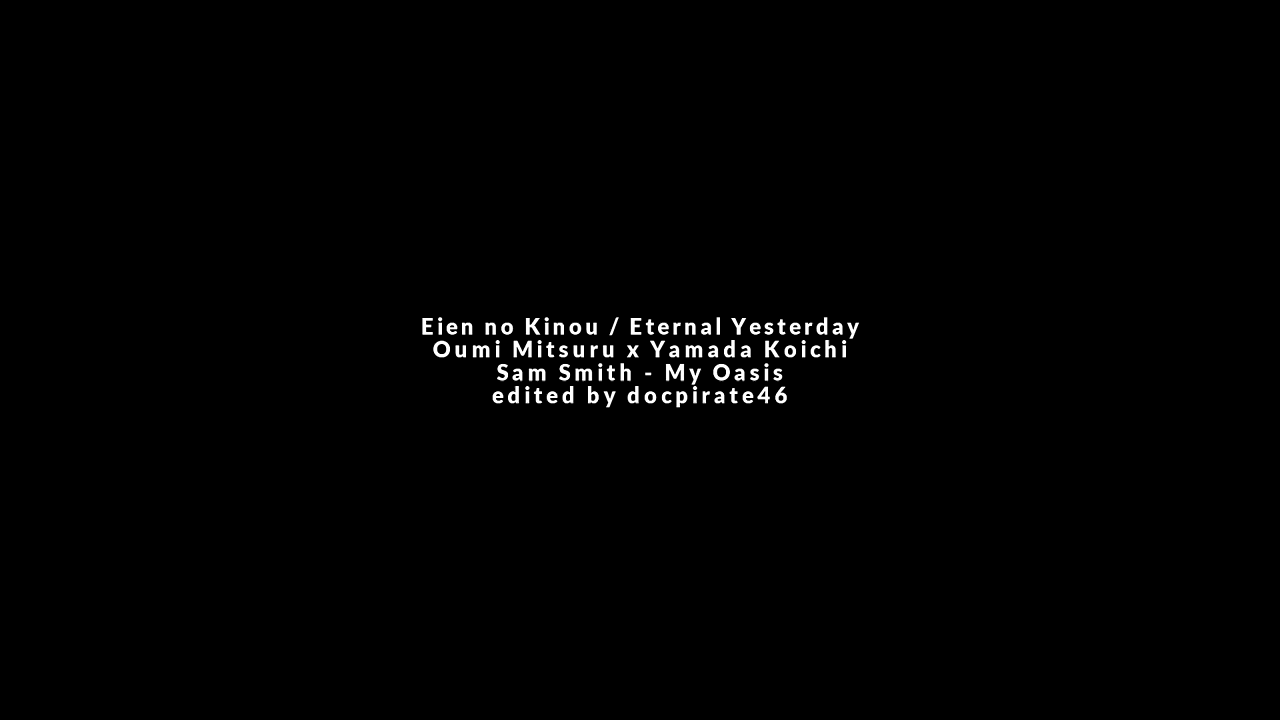 Eien no Kinou / Eternal Yesterday
Oumi Mitsuru x Yamada Koichi
Sam Smith - My Oasis
edited by docpirate46